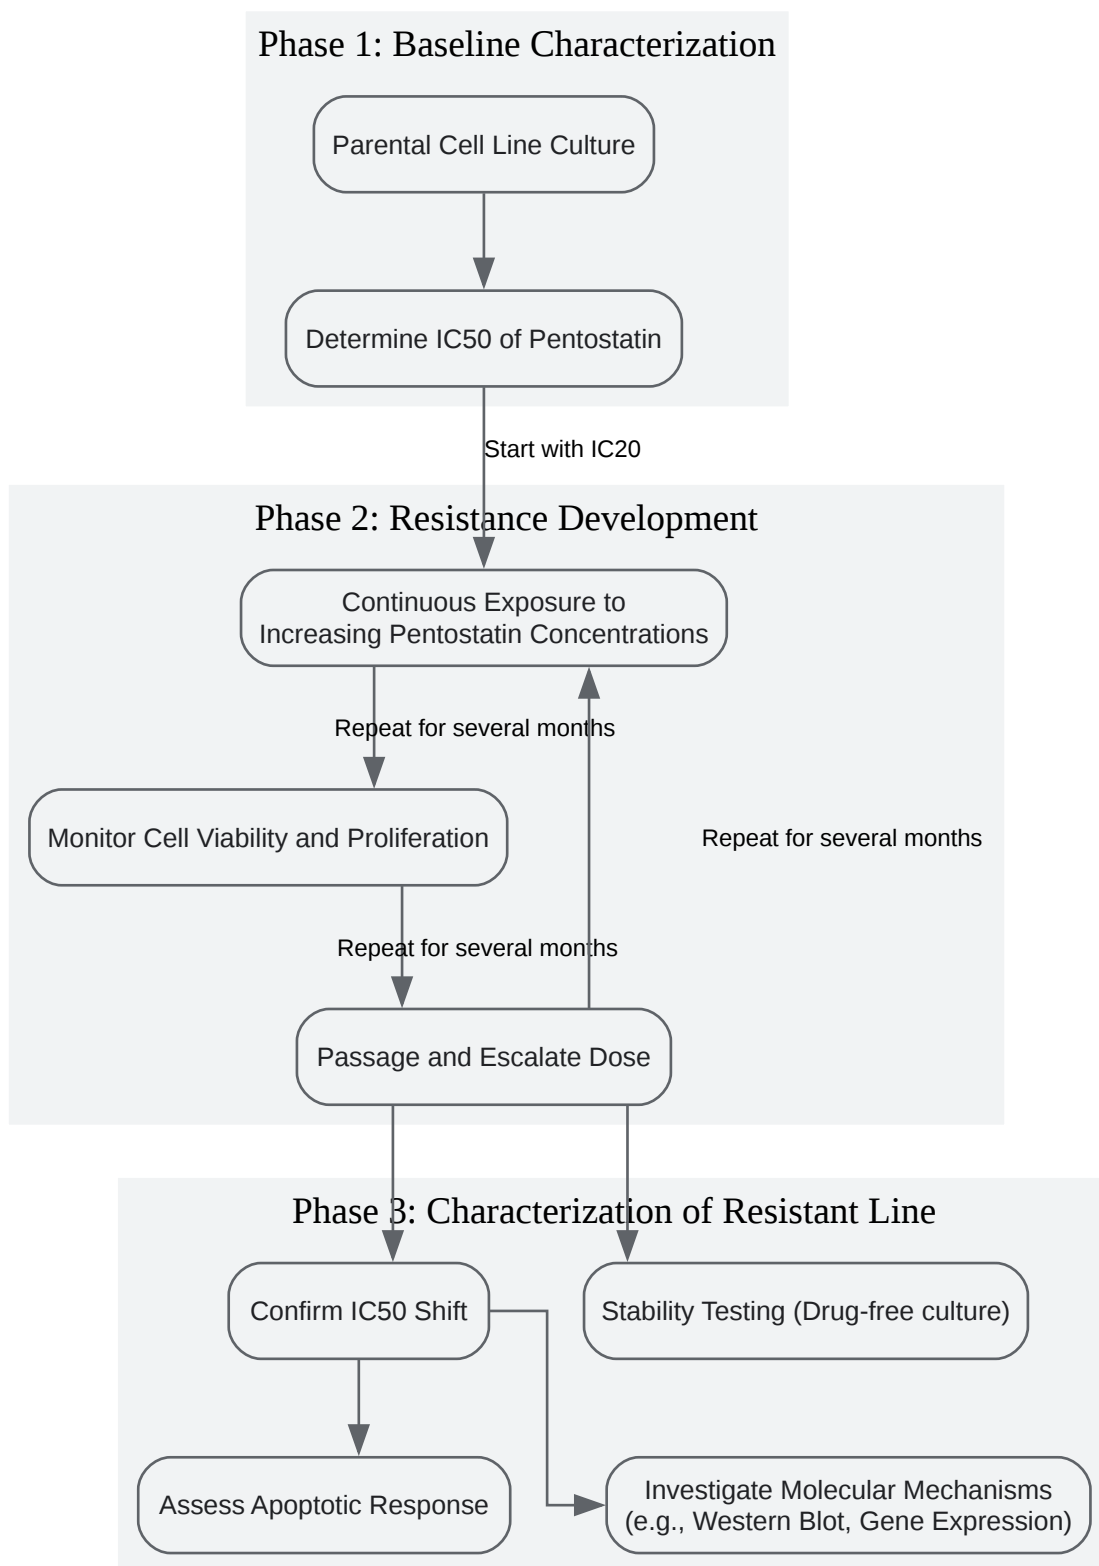 Phase 1: Baseline Characterization
Parental Cell Line Culture
Determine IC50 of Pentostatin
Start with IC20
Phase 2: Resistance Development
Continuous Exposure to
Increasing Pentostatin Concentrations
Repeat for several months
Monitor Cell Viability and Proliferation
Repeat for several months
Repeat for several months
Passage and Escalate Dose
Phase 3: Characterization of Resistant Line
Confirm IC50 Shift
Stability Testing (Drug-free culture)
Assess Apoptotic Response
Investigate Molecular Mechanisms
(e.g., Western Blot, Gene Expression)